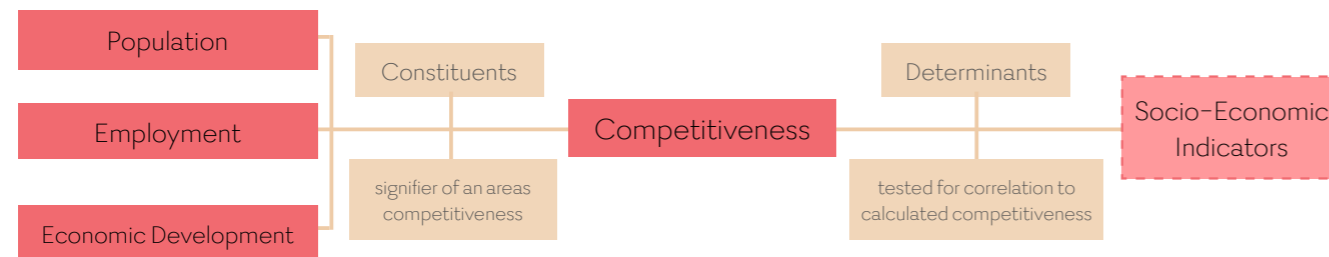 Population
Employment
Economic Development
Constituents
signifier of an areas
competitiveness
Competitiveness
Determinants
tested for correlation to
calculated competitiveness
Socio-Economic
Indicators